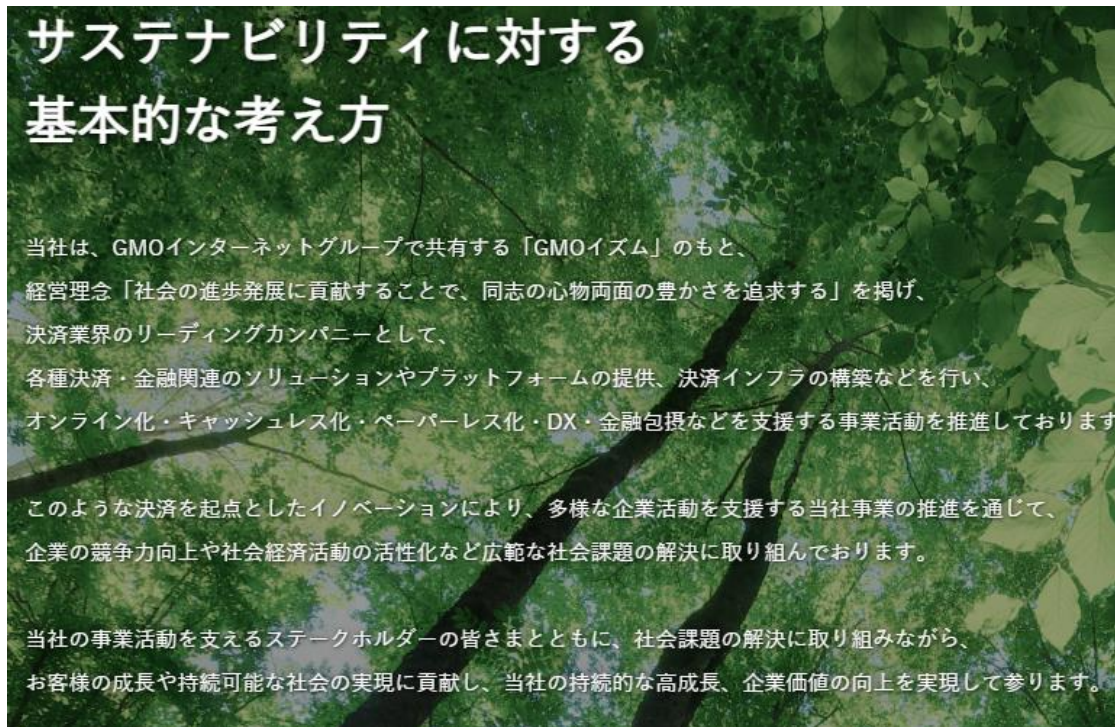 サステナビリティに対する
基本的な考え方
当社は、GMOインターネットグループで共有する「GMOイズム」のもと、
経営理念「社会の進歩発展に貢献することで、同志の心物両面の豊かさを追求する」を掲げ、
決済業界のリーディングカンパニーとして、
各種決済・金融関連のソリューションやプラットフォームの提供、決済インフラの構築などを行い、
オンライン化・キャッシュレス化・ペーパーレス化・DX・金融包摂などを支援する事業活動を推進しております
このような決済を起点としたイノベーションにより、多様な企業活動を支援する当社事業の推進を通じて、
企業の競争力向上や社会経済活動の活性化など広範な社会課題の解決に取り組んでおります。
当社の事業活動を支えるステークホルダーの皆さまとともに、社会課題の解決に取り組みながら、
お客様の成長や持続可能な社会の実現に貢献し、当社の持続的な高成長、企業価値の向上を実現して参ります。